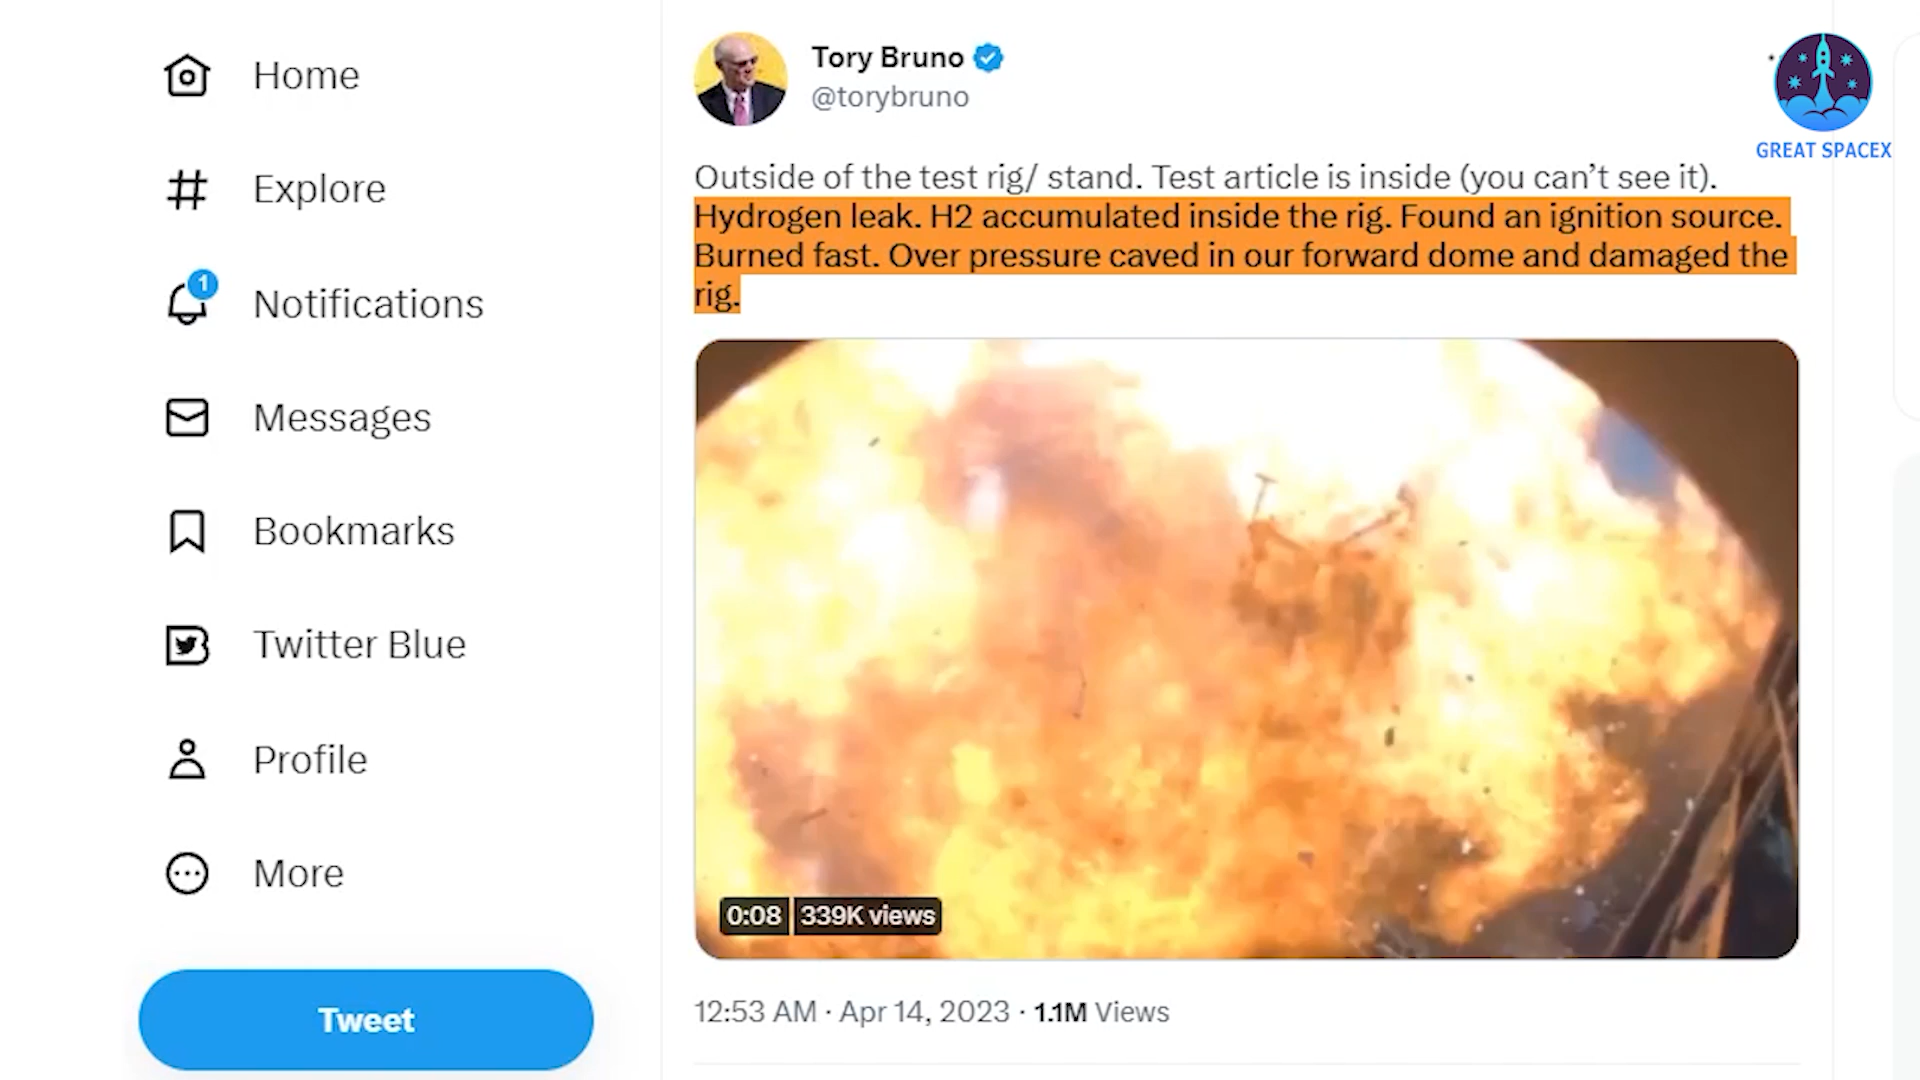 Home
Explore
1
Notifications
Messages
Bookmarks
Twitter Blue
Profile
More
Tweet
Tory Bruno
@torybruno
GREAT SPACEX
Outside of the test rig/ stand. Test article is inside (you can’t see it).
Hydrogen leak. H2 accumulated inside the rig. Found an ignition source.
Burned fast. Over pressure caved in our forward dome and damaged the
rig.
0:08 339K views
12:53 AM · Apr 14, 2023 · 1.1M Views